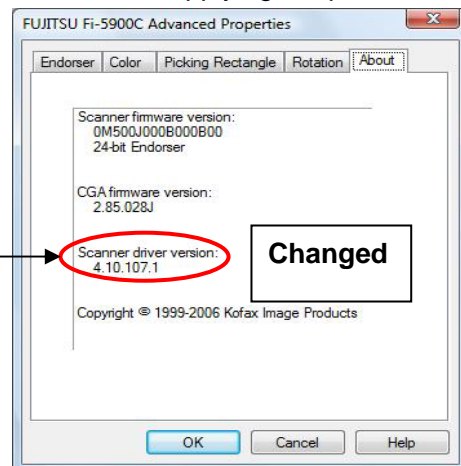 FUJITSU Fi-5900C Advanced Properties
Endorser Color Picking Rectangle Rotation About
Scanner firmware version:
0M500J000B000B00
24-bit Endorser
CGA firmware version:
2.85.028J
Scanner driver version:
4.10.107.1
Changed
Copyright © 1999-2006 Kofax Image Products
OK Cancel Help